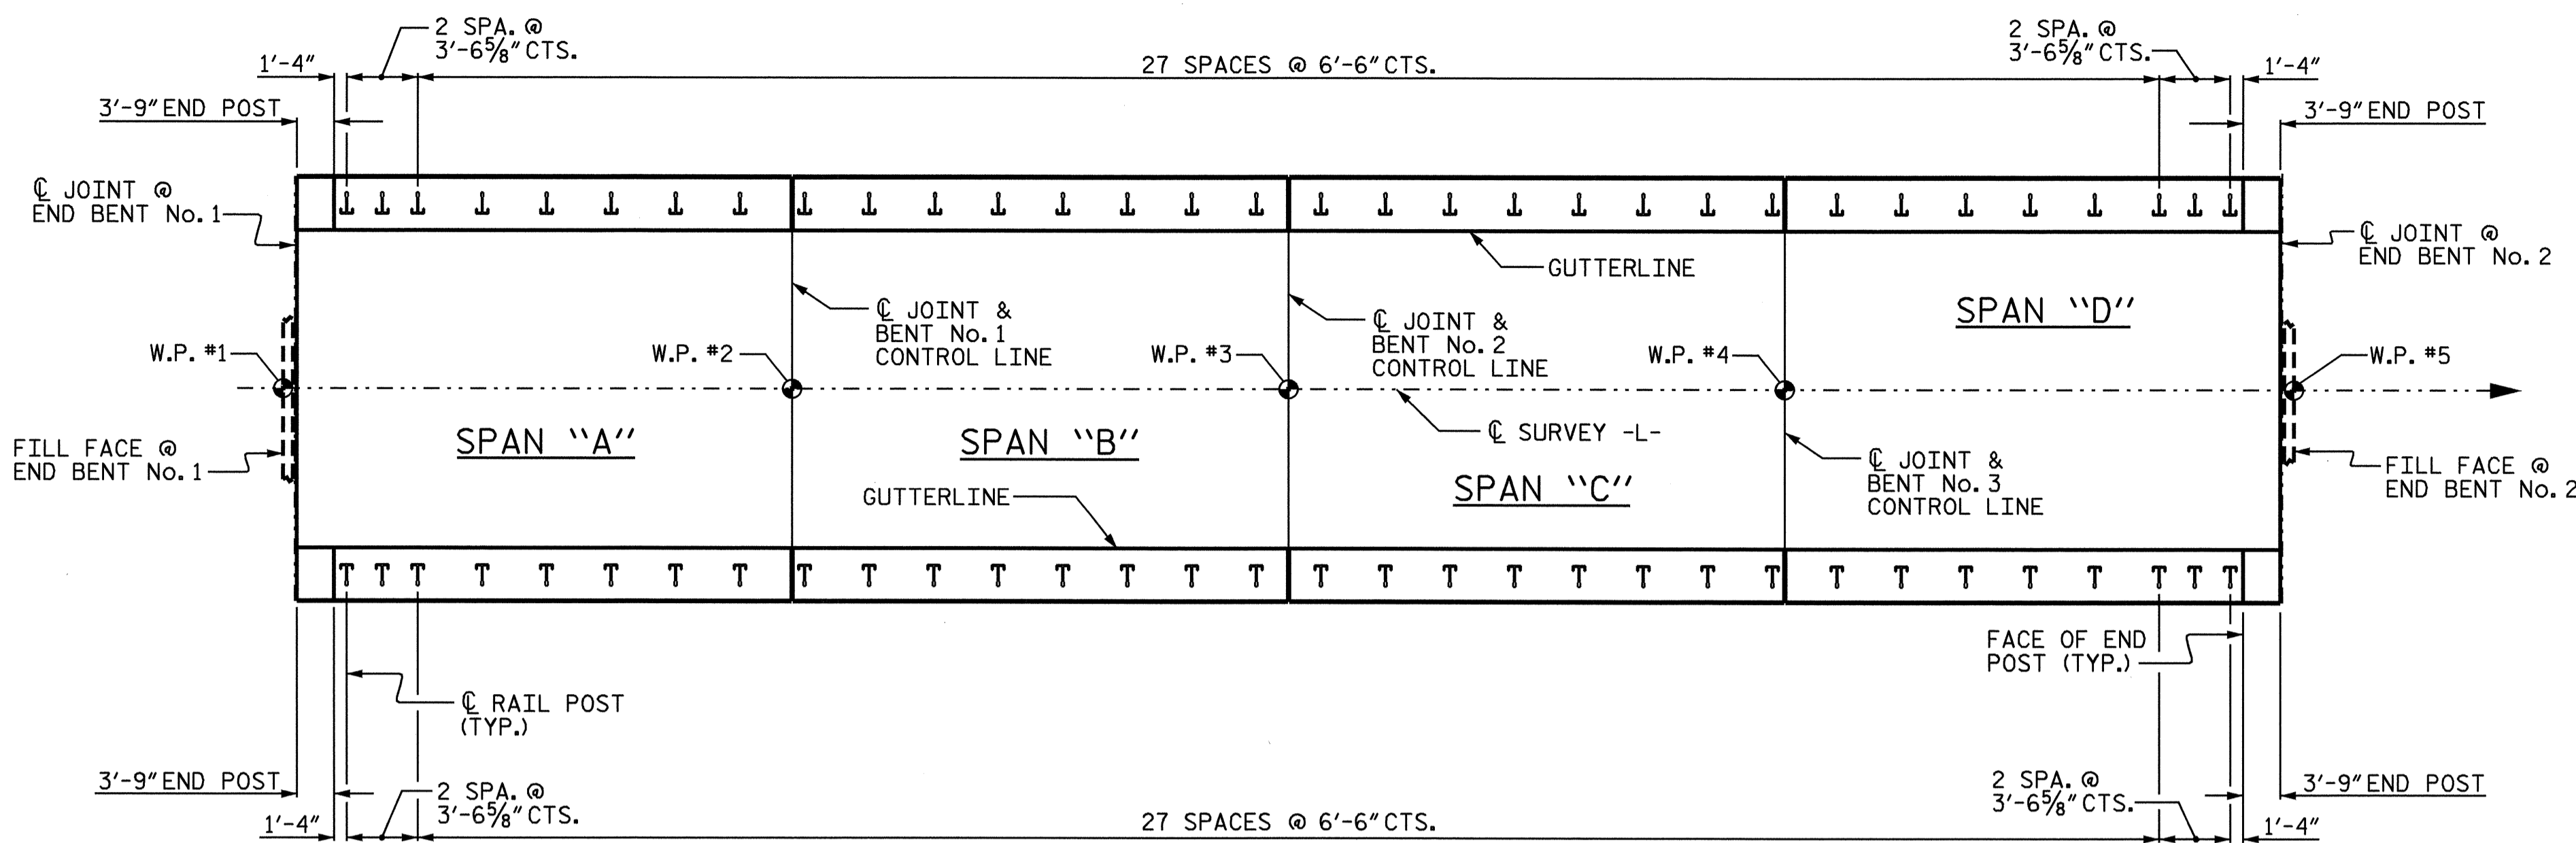 2 SPA. @
3'-6⅝" CTS.
2 SPA. @
3'-6⅝" CTS.
1'-4"
27 SPACES @ 6'-6" CTS.
1'-4"
3'-9" END POST
3'-9" END POST
℄ JOINT @
END BENT No. 1
℄ JOINT @
END BENT No. 2
GUTTERLINE
℄ JOINT &
BENT No. 1
CONTROL LINE
℄ JOINT &
BENT No. 2
CONTROL LINE
SPAN "D"
W.P. #1
W.P. #2
W.P. #3
W.P. #4
W.P. #5
FILL FACE @
END BENT No. 1
SPAN "A"
SPAN "B"
℄ SURVEY -L-
SPAN "C"
GUTTERLINE
℄ JOINT &
BENT No. 3
CONTROL LINE
FILL FACE @
END BENT No. 2
FACE OF END
POST (TYP.)
℄ RAIL POST
(TYP.)
3'-9" END POST
2 SPA. @
3'-6⅝" CTS.
2 SPA. @
3'-6⅝" CTS.
3'-9" END POST
1'-4"
27 SPACES @ 6'-6" CTS.
1'-4"